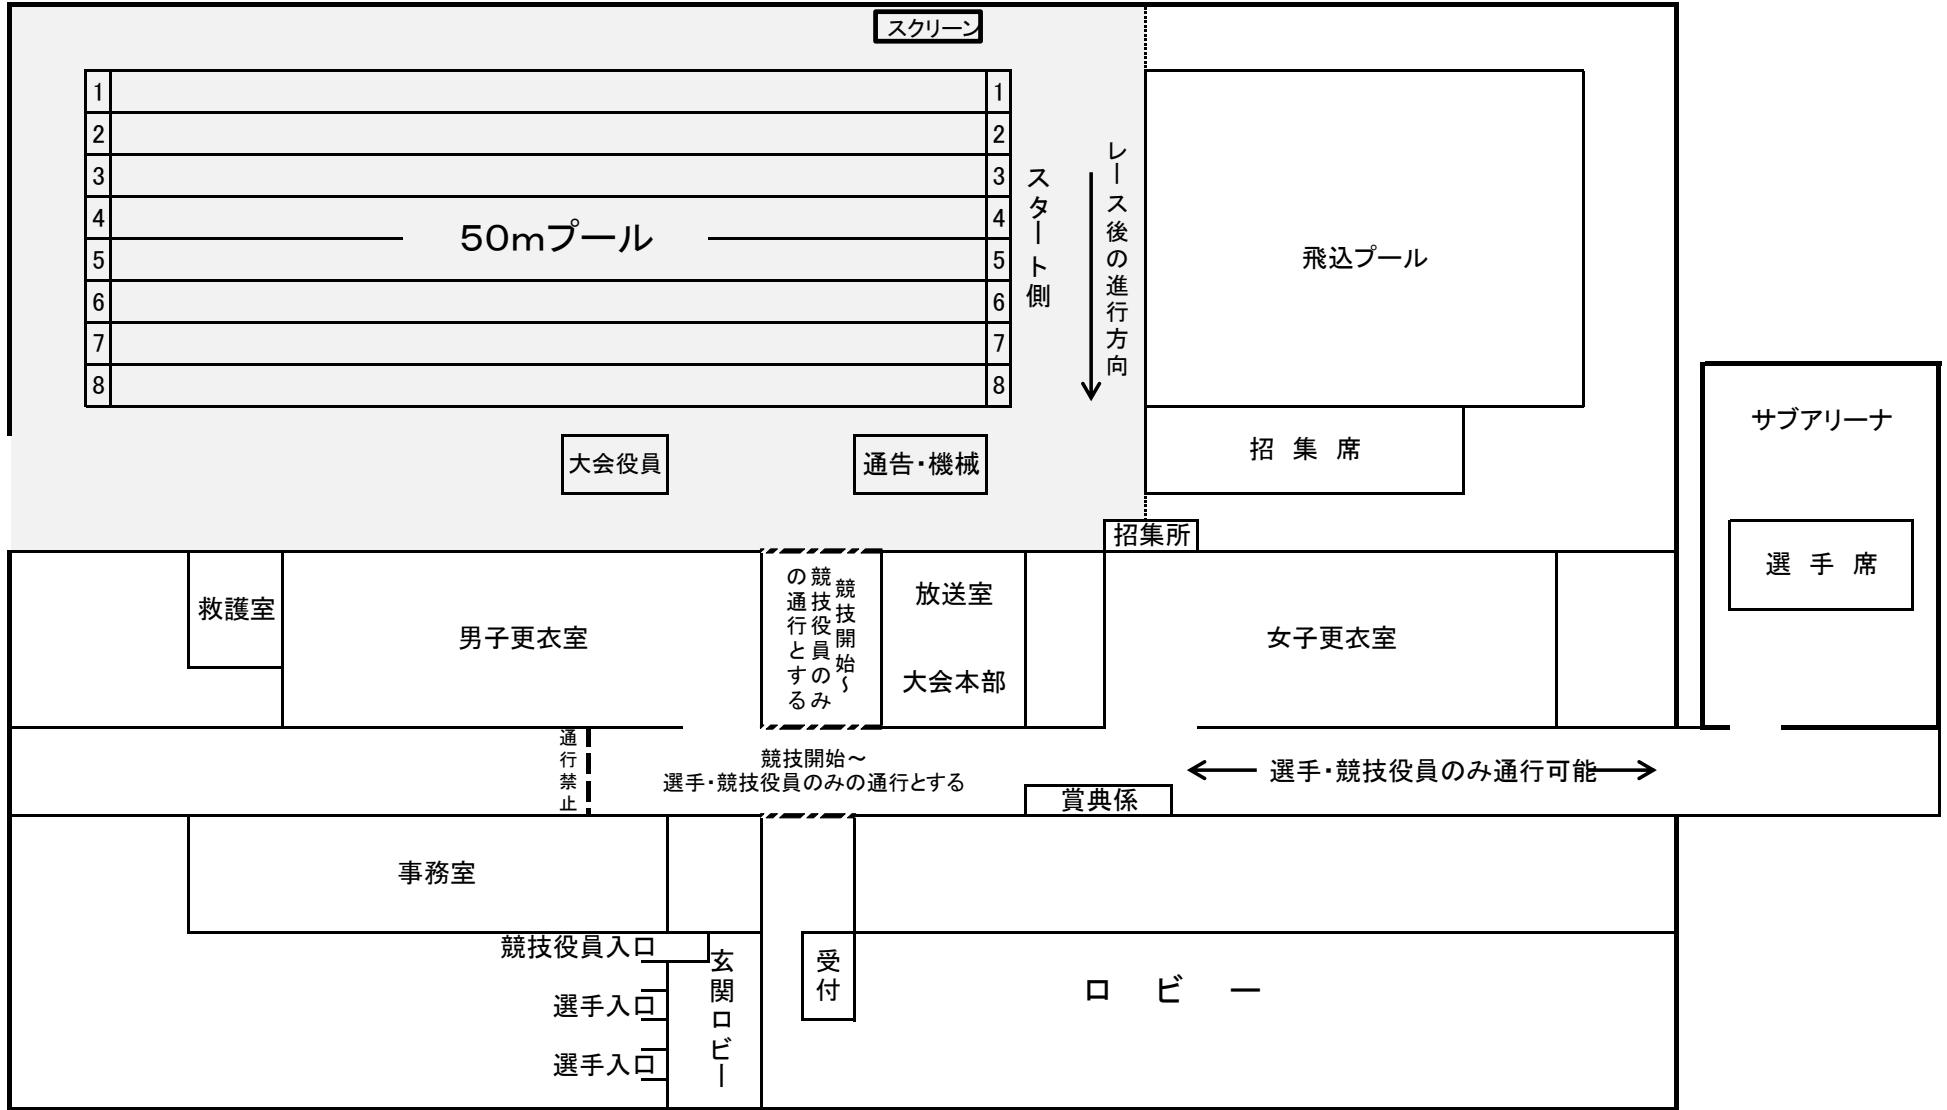 スクリーン
1
2
3
4
5
6
7
8
50mプール
1
2
3
4
5
6
7
8
スタート側
レース後の進行方向
飛込プール
サブアリーナ
招 集 席
大会役員
通告・機械
招集所
選 手 席
救護室
男子更衣室
競技開始~
競技役員のみ
の通行とする
放送室
大会本部
女子更衣室
通行禁止
競技開始~
選手・競技役員のみの通行とする
選手・競技役員のみ通行可能
賞典係
事務室
競技役員入口
選手入口
選手入口
玄関ロビー
受付
ロ ビ ー